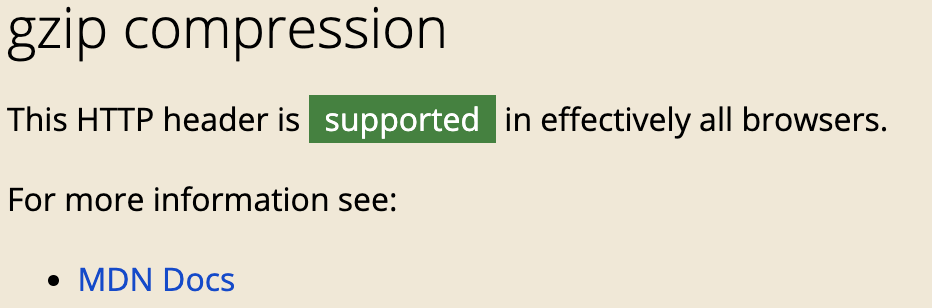 gzip compression
This HTTP header is supported in effectively all browsers.
For more information see:
• MDN Docs